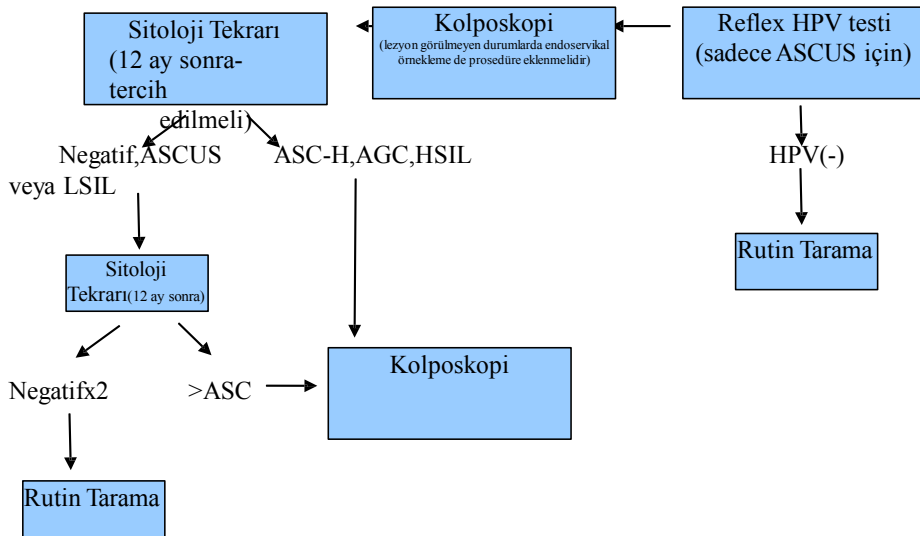 Sitoloji Tekrarı
(12 ay sonra-
tercih
edilmeli)
Kolposkopi
(lezyon görülmeyen durumlarda endoservikal
örnekleme de prosedüre eklenmelidir)
Reflex HPV testi
(sadece ASCUS için)
Negatif,ASCUS
veya LSIL
ASC-H,AGC,HSIL
HPV(-)
Rutin Tarama
Sitoloji
Tekrarı(12 ay sonra)
Kolposkopi
Negatifx2
>ASC
Rutin Tarama